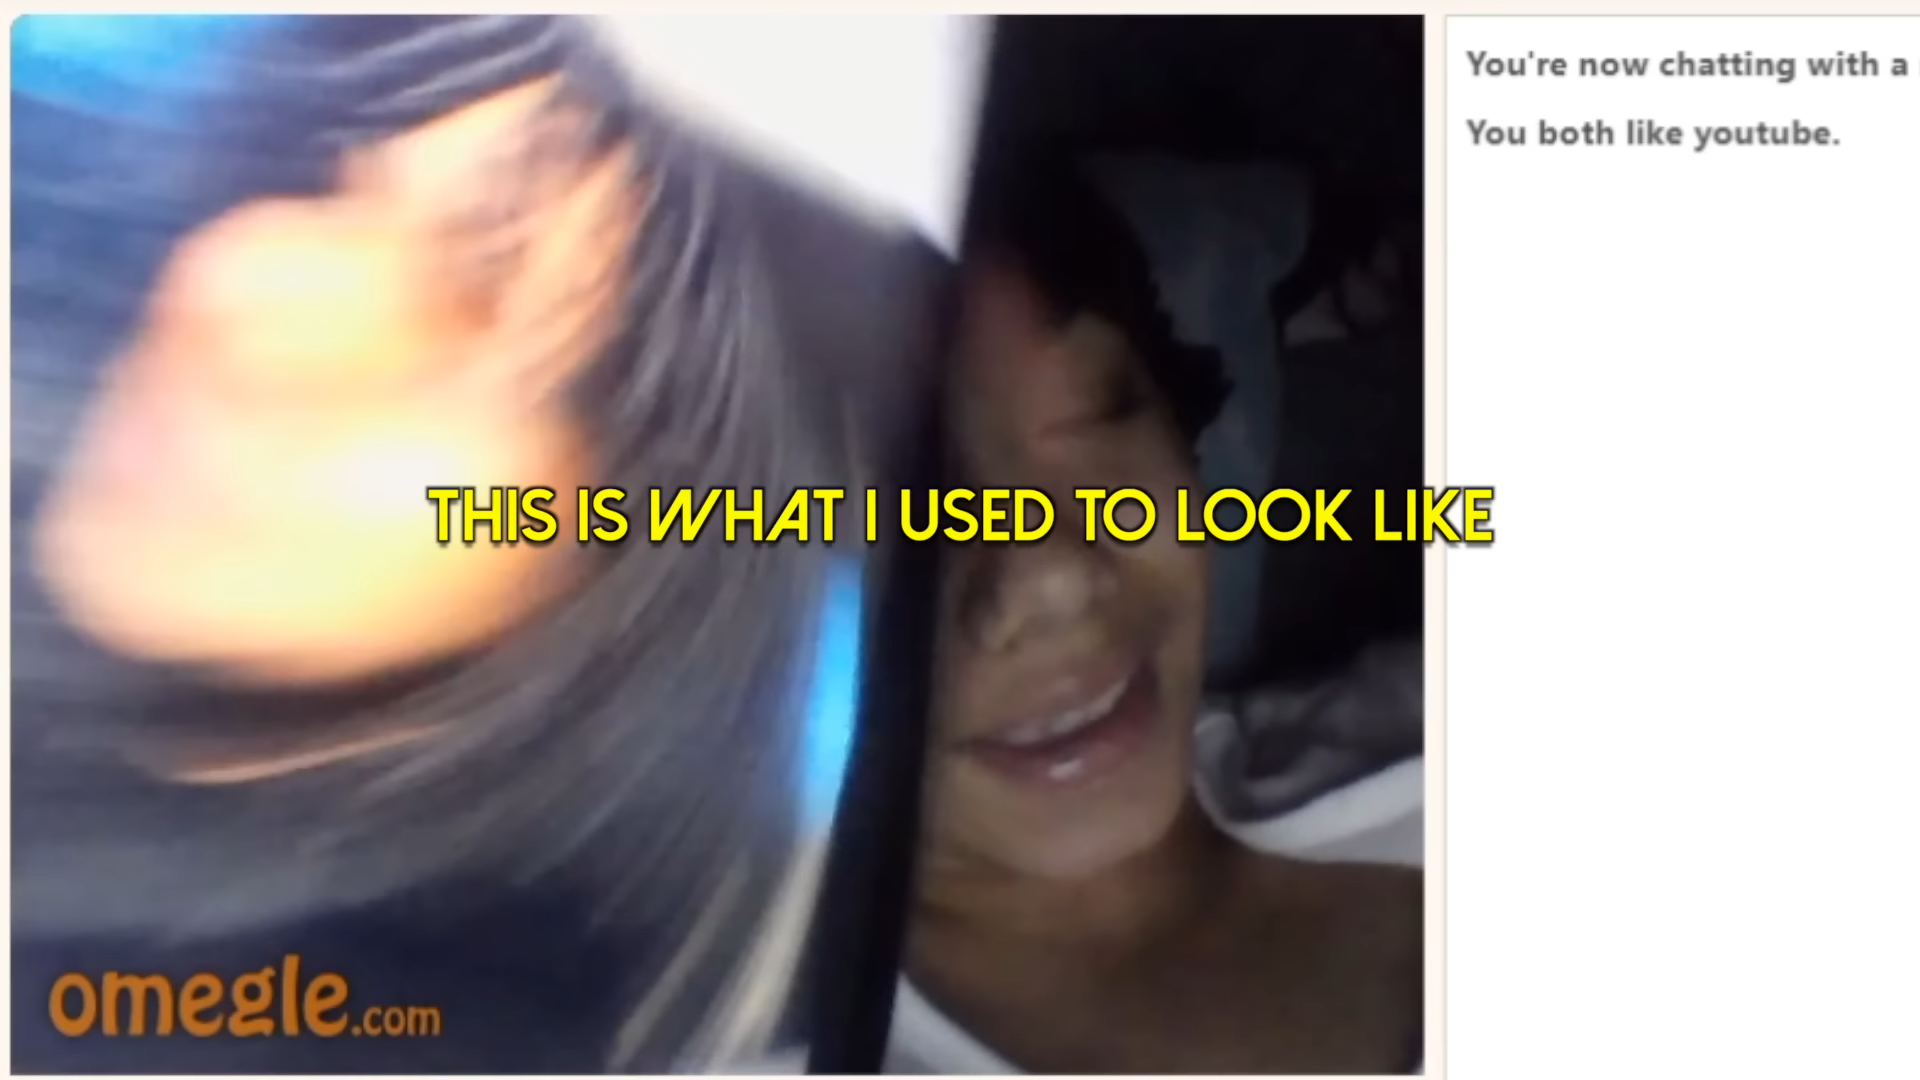 You're now chatting with a
You both like youtube.
THIS IS WHAT I USED TO LOOK LIKE
omegle.com